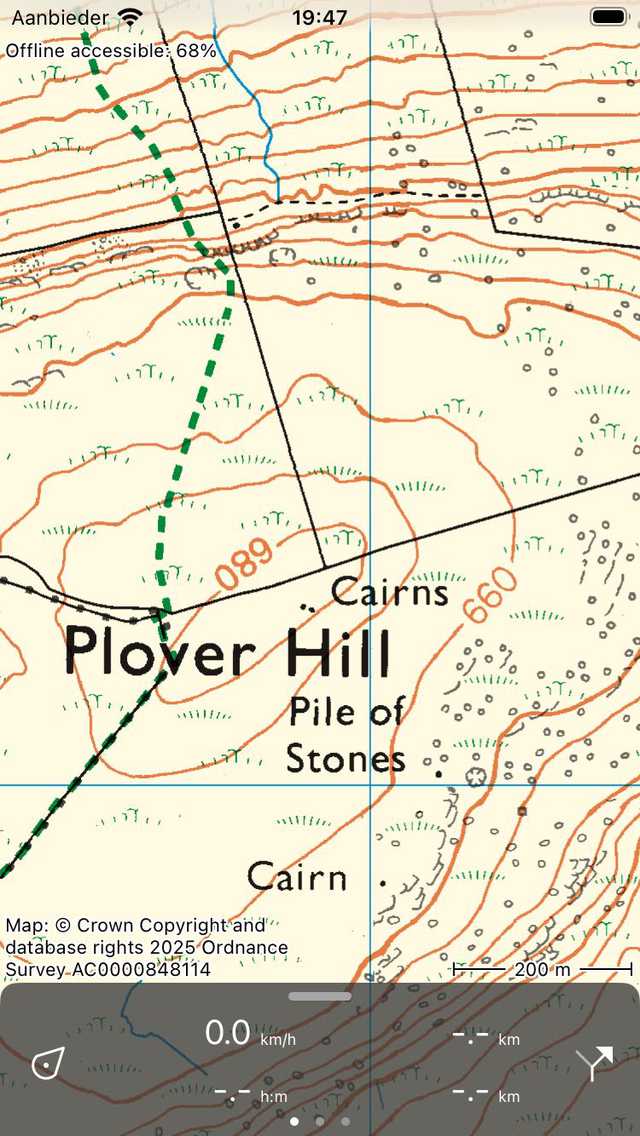 Aanbieder 19:47
Offline accessible: 68%
680
660
Cairns
Plover Hill
Pile of
Stones
Cairn
Map: © Crown Copyright and
database rights 2025 Ordnance
Survey AC0000848114
200 m
0.0 km/h
-.- km
-.- h:m
-.- km